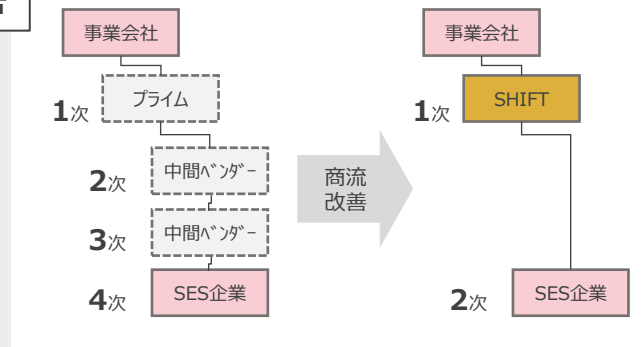 事業会社
プライム
1次
中間ﾍﾞﾝﾀﾞｰ
2次
中間ﾍﾞﾝﾀﾞｰ
3次
SES企業
4次
商流
改善
事業会社
SHIFT
1次
SES企業
2次